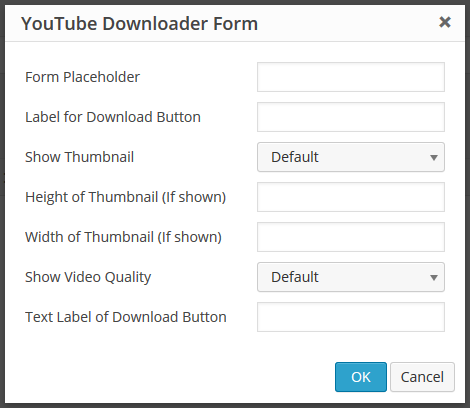 YouTube Downloader Form
Form Placeholder
Label for Download Button
Show Thumbnail Default
Height of Thumbnail (If shown)
Width of Thumbnail (If shown)
Show Video Quality Default
Text Label of Download Button
OK Cancel